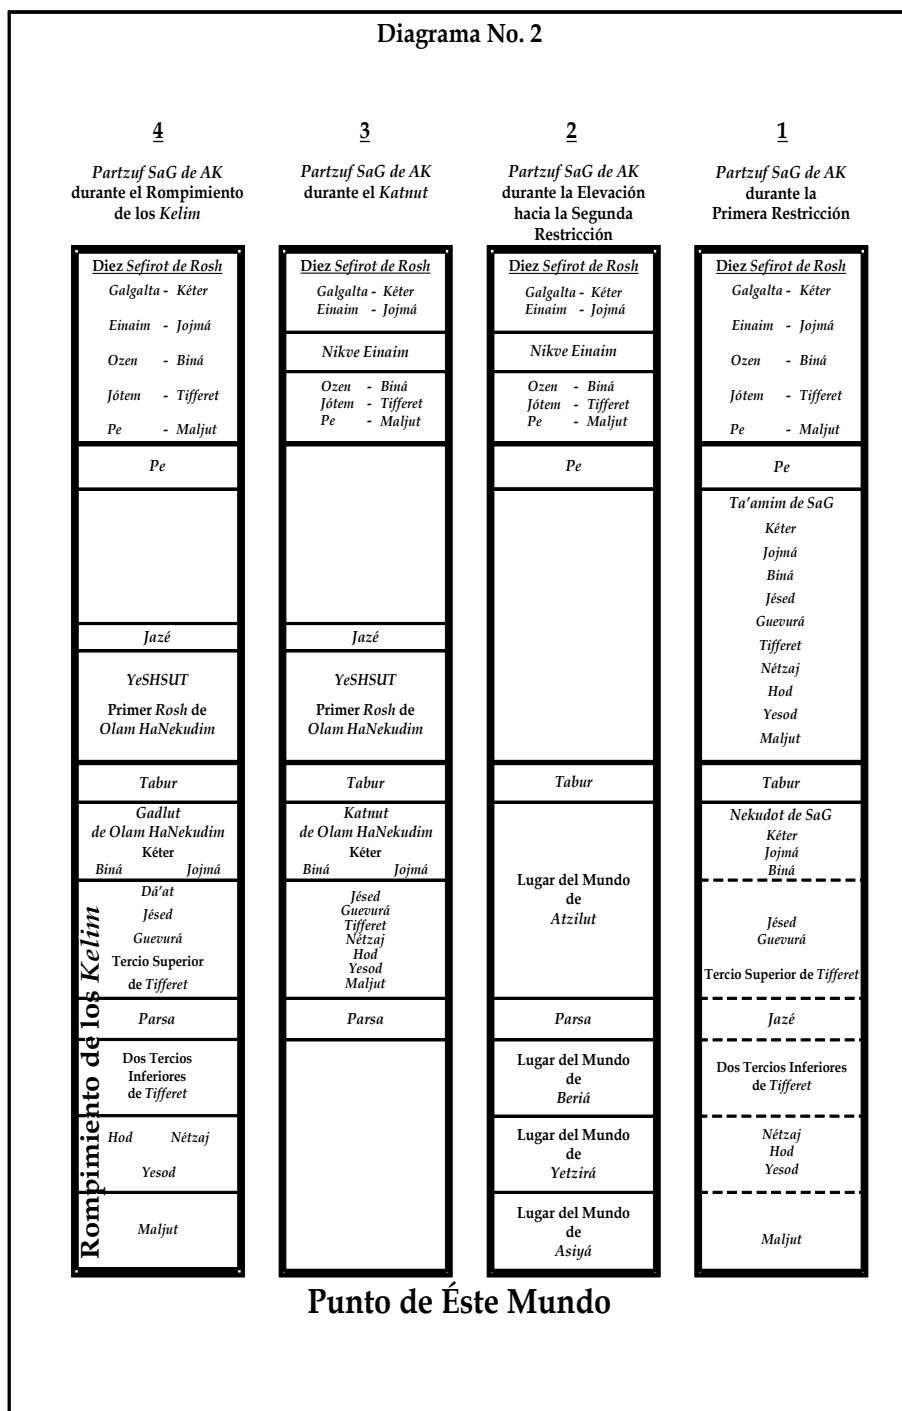 Diagrama No. 2
4
Partzuf SaG de AK
durante el Rompimiento
de los Kelim
Diez Sefirot de Rosh
Galgalta - Kéter
Einaim - Jojmá
Ozen - Biná
Jótem - Tifferet
Pe - Maljut
Pe
Jazé
YeSHSUT
Primer Rosh de
Olam HaNekudim
Tabur
Gadlut
de Olam HaNekudim
Kéter
Biná Jojmá
Dá'at
Jésed
Guevurá
Tercio Superior
de Tifferet
Parsa
Dos Tercios
Inferiores
de Tifferet
Hod Nétzaj
Yesod
Maljut
Rompimiento de los Kelim
3
Partzuf SaG de AK
durante el Katnut
Diez Sefirot de Rosh
Galgalta - Kéter
Einaim - Jojmá
Nikve Einaim
Ozen - Biná
Jótem - Tifferet
Pe - Maljut
Jazé
YeSHSUT
Primer Rosh de
Olam HaNekudim
Tabur
Katnut
de Olam HaNekudim
Kéter
Biná Jojmá
Jésed
Guevurá
Tifferet
Nétzaj
Hod
Yesod
Maljut
Parsa
2
Partzuf SaG de AK
durante la Elevación
hacia la Segunda
Restricción
Diez Sefirot de Rosh
Galgalta - Kéter
Einaim - Jojmá
Nikve Einaim
Ozen - Biná
Jótem - Tifferet
Pe - Maljut
Pe
Tabur
Lugar del Mundo
de
Atzilut
Parsa
Lugar del Mundo
de
Beriá
Lugar del Mundo
de
Yetzirá
Lugar del Mundo
de
Asiyá
1
Partzuf SaG de AK
durante la
Primera Restricción
Diez Sefirot de Rosh
Galgalta - Kéter
Einaim - Jojmá
Ozen - Biná
Jótem - Tifferet
Pe - Maljut
Pe
Ta'amim de SaG
Kéter
Jojmá
Biná
Jésed
Guevurá
Tifferet
Nétzaj
Hod
Yesod
Maljut
Tabur
Nekudot de SaG
Kéter
Jojmá
Biná
Jésed
Guevurá
Tercio Superior de Tifferet
Jazé
Dos Tercios Inferiores
de Tifferet
Nétzaj
Hod
Yesod
Maljut
Punto de Éste Mundo